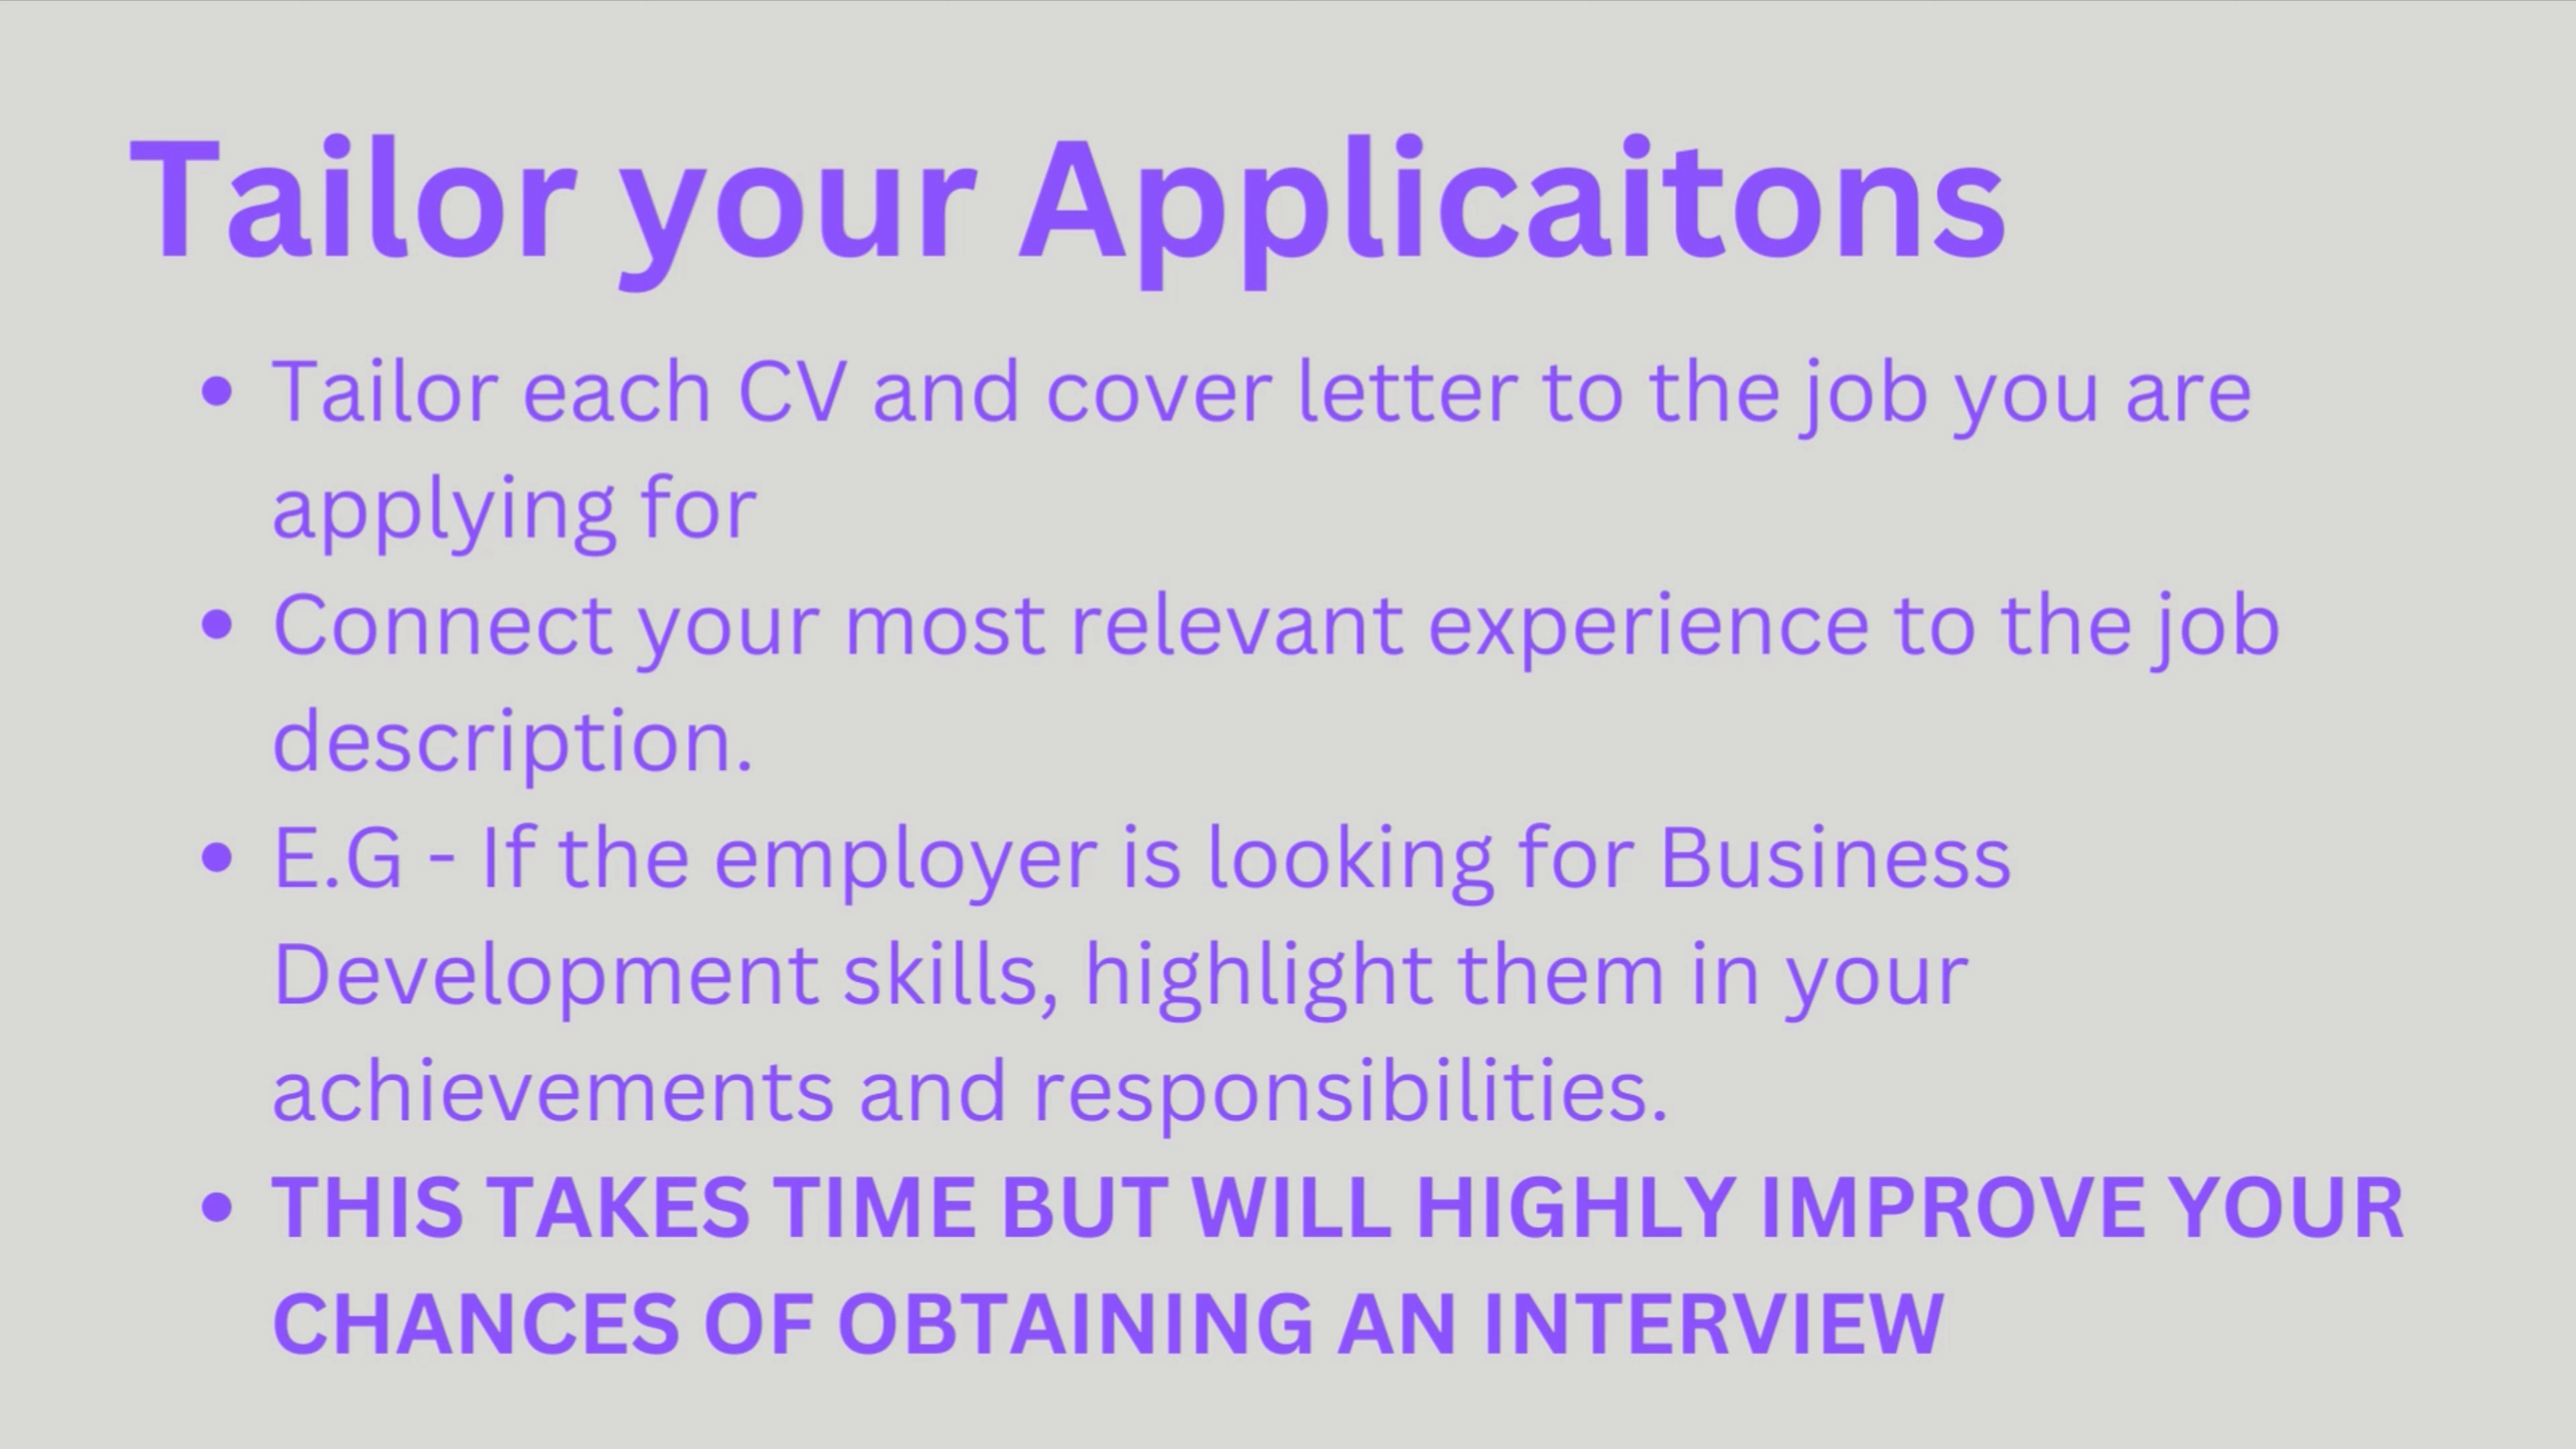 Tailor your Applicaitons
• Tailor each CV and cover letter to the job you are
applying for
• Connect your most relevant experience to the job
description.
• E.G - If the employer is looking for Business
Development skills, highlight them in your
achievements and responsibilities.
• THIS TAKES TIME BUT WILL HIGHLY IMPROVE YOUR
CHANCES OF OBTAINING AN INTERVIEW